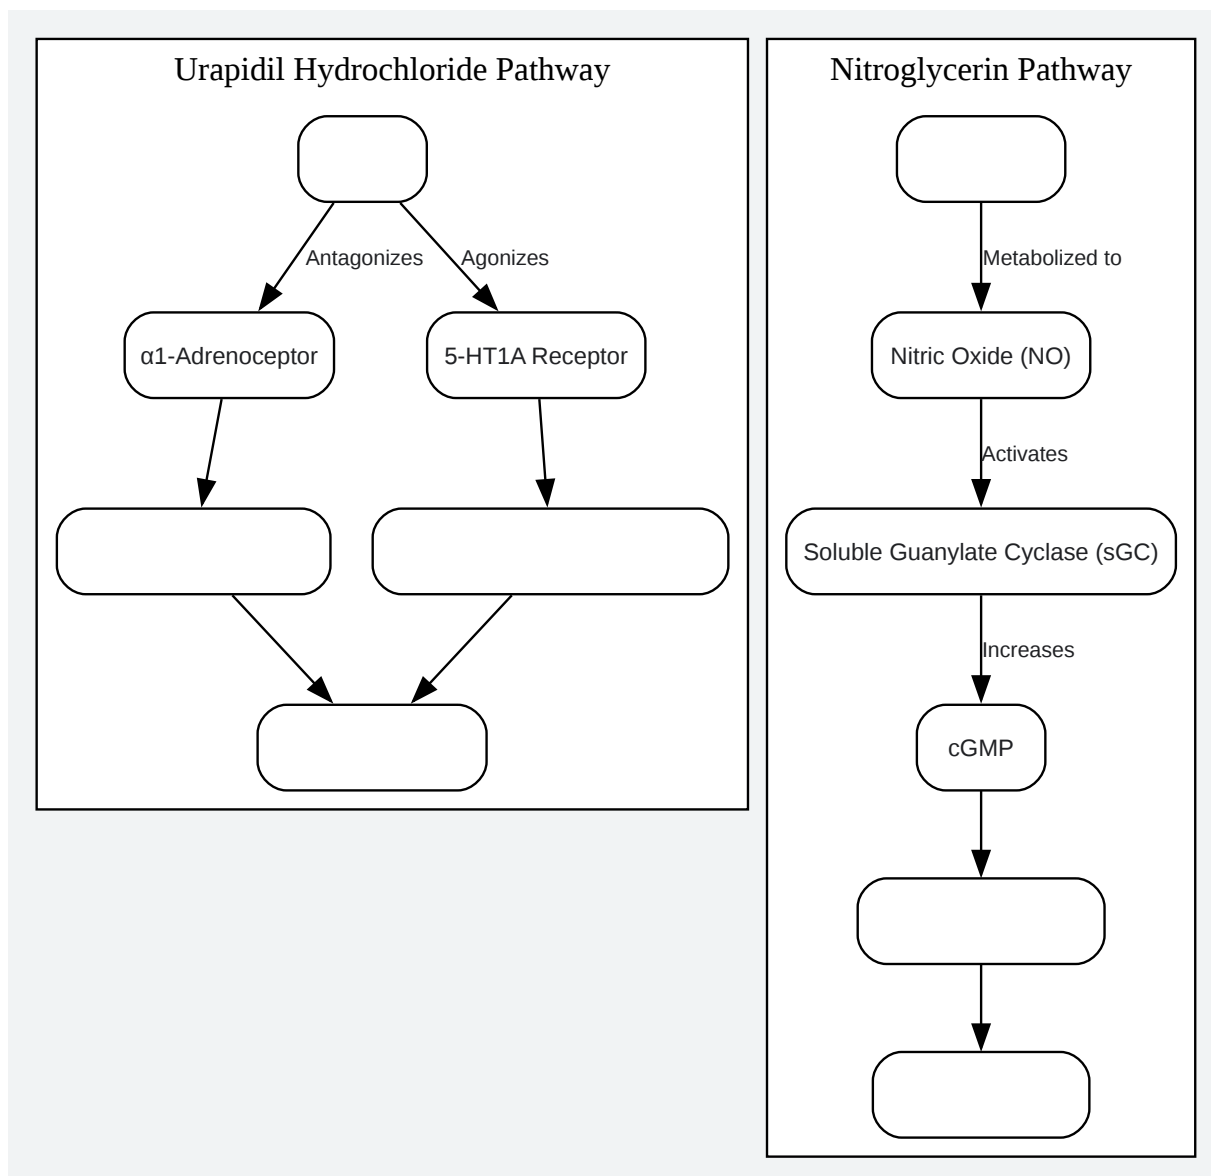 Urapidil Hydrochloride Pathway
Antagonizes
Agonizes
α1-Adrenoceptor
5-HT1A Receptor
Nitroglycerin Pathway
Metabolized to
Nitric Oxide (NO)
Activates
Soluble Guanylate Cyclase (sGC)
Increases
cGMP